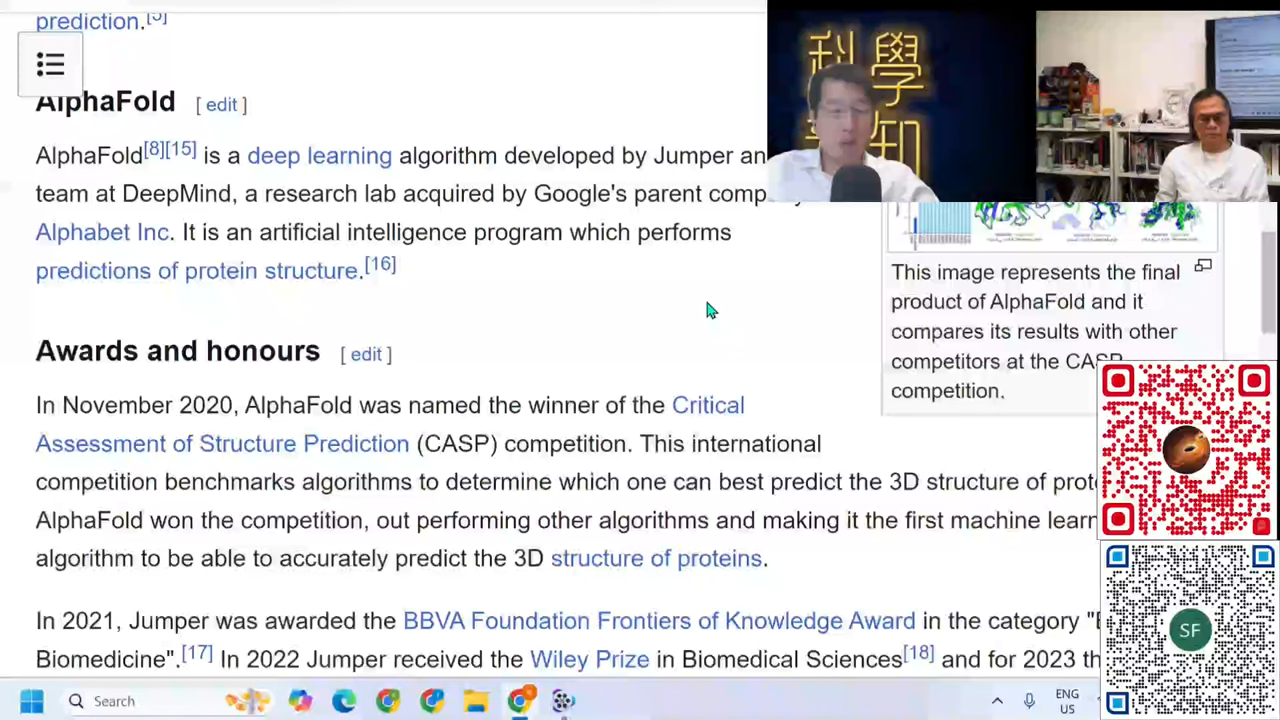 prediction.[5]
AlphaFold [ edit ]
AlphaFold[8][15] is a deep learning algorithm developed by Jumper an
team at DeepMind, a research lab acquired by Google's parent comp
Alphabet Inc. It is an artificial intelligence program which performs
predictions of protein structure.[16]
科學
知
This image represents the final
product of AlphaFold and it
compares its results with other
competitors at the CASP
competition.
Awards and honours [ edit ]
In November 2020, AlphaFold was named the winner of the Critical
Assessment of Structure Prediction (CASP) competition. This international
competition benchmarks algorithms to determine which one can best predict the 3D structure of prote
AlphaFold won the competition, out performing other algorithms and making it the first machine learn
algorithm to be able to accurately predict the 3D structure of proteins.
In 2021, Jumper was awarded the BBVA Foundation Frontiers of Knowledge Award in the category "B
Biomedicine".[17] In 2022 Jumper received the Wiley Prize in Biomedical Sciences[18] and for 2023 th
SF
Search
ENG
US